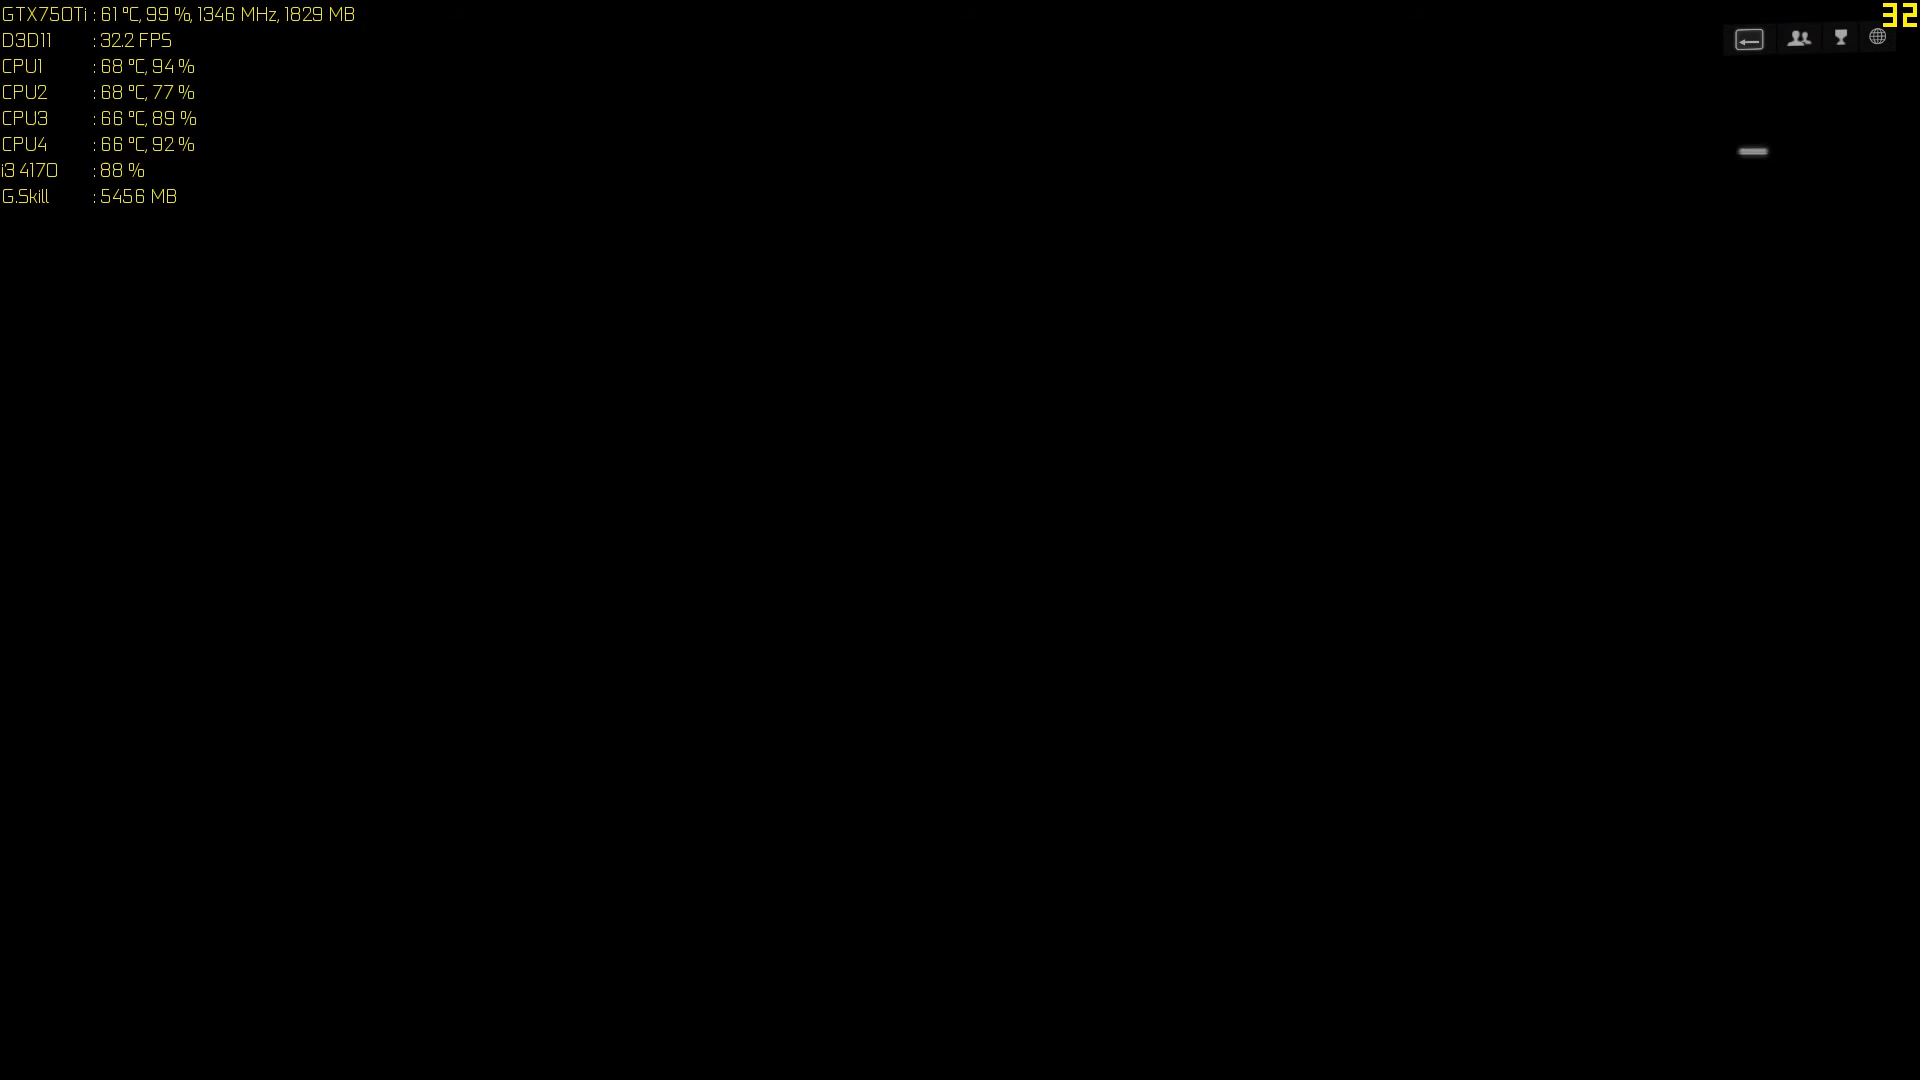 GTX750Ti : 61 °C, 99 %, 1346 MHz, 1829 MB
D3D11 : 32.2 FPS
CPU1 : 68 °C, 94 %
CPU2 : 68 °C, 77 %
CPU3 : 66 °C, 89 %
CPU4 : 66 °C, 92 %
i3 4170 : 88 %
G.Skill : 5456 MB
32